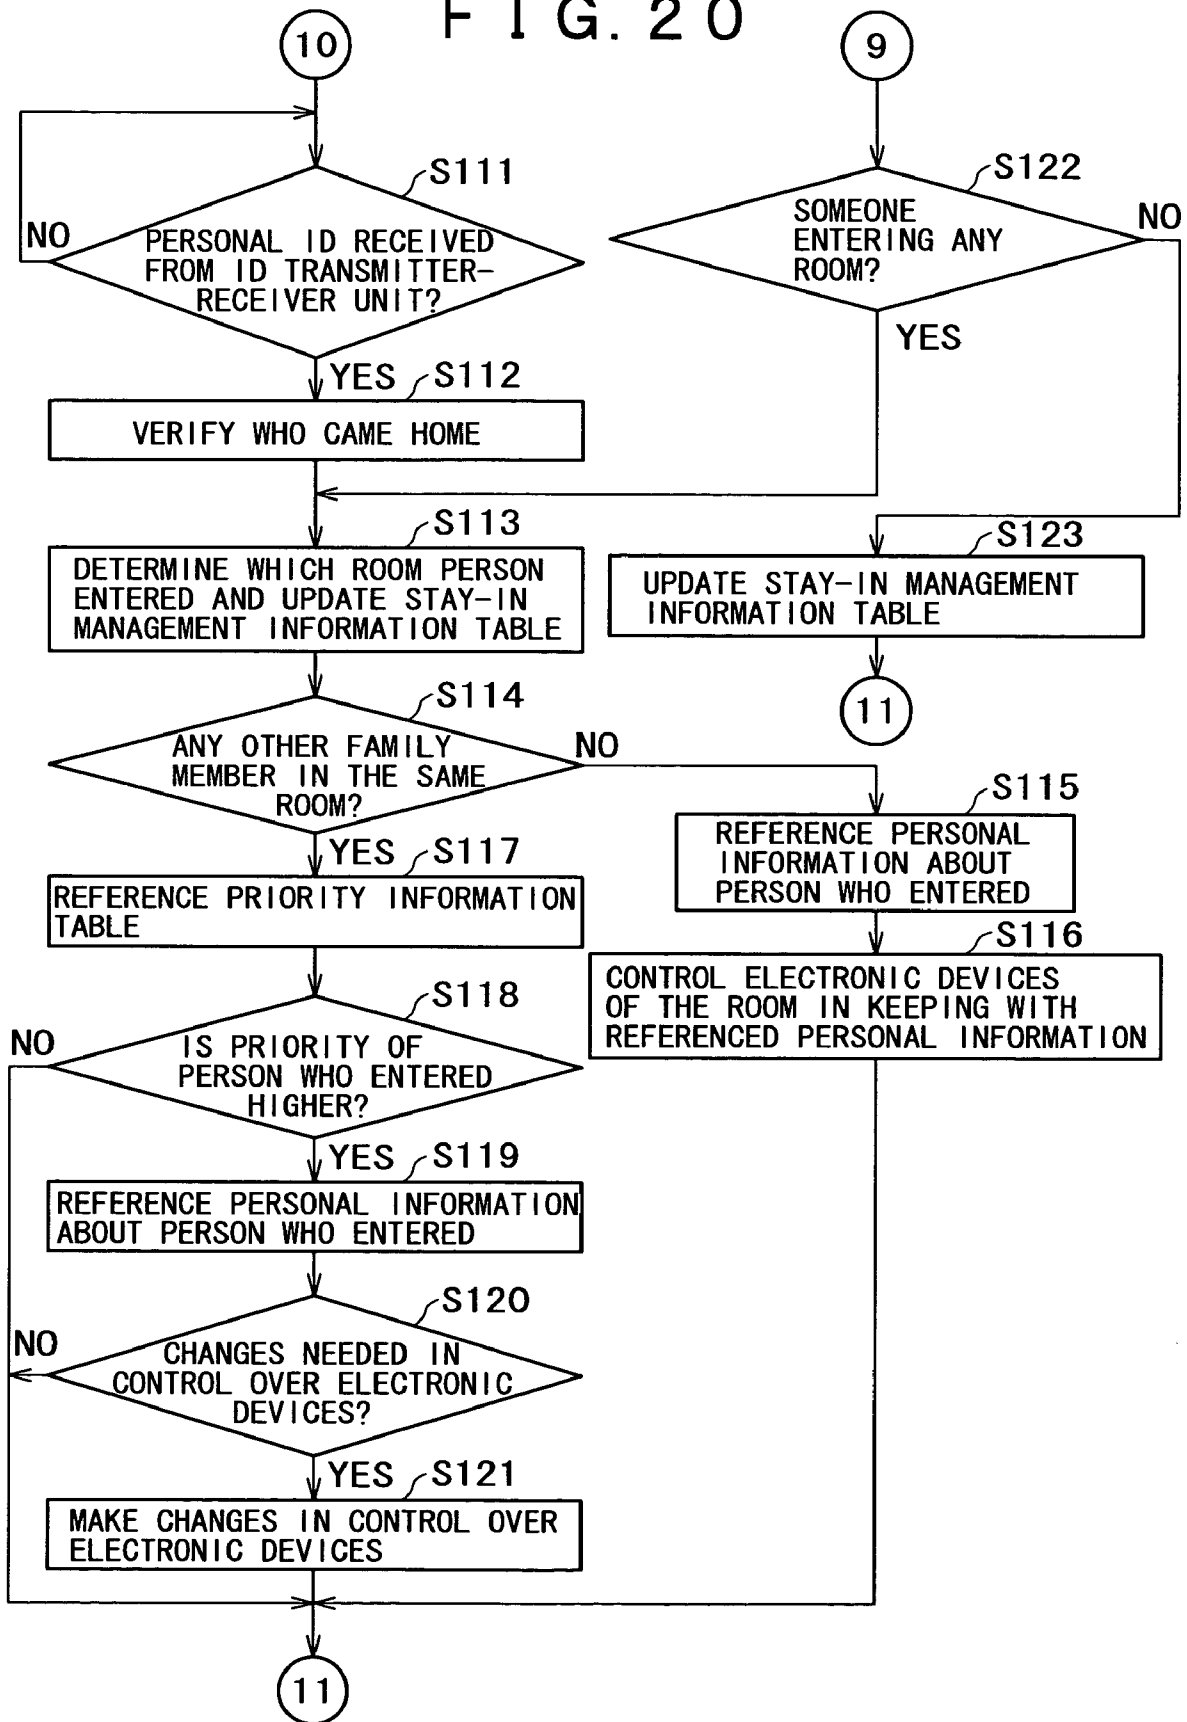 FIG. 20
10
S111
NO
PERSONAL ID RECEIVED
FROM ID TRANSMITTER-
RECEIVER UNIT?
YES
S112
VERIFY WHO CAME HOME
S113
DETERMINE WHICH ROOM PERSON
ENTERED AND UPDATE STAY-IN
MANAGEMENT INFORMATION TABLE
S114
ANY OTHER FAMILY
MEMBER IN THE SAME
ROOM?
NO
YES
S117
REFERENCE PRIORITY INFORMATION
TABLE
S118
NO
IS PRIORITY OF
PERSON WHO ENTERED
HIGHER?
YES
S119
REFERENCE PERSONAL INFORMATION
ABOUT PERSON WHO ENTERED
S120
NO
CHANGES NEEDED IN
CONTROL OVER ELECTRONIC
DEVICES?
YES
S121
MAKE CHANGES IN CONTROL OVER
ELECTRONIC DEVICES
11
9
S122
SOMEONE
ENTERING ANY
ROOM?
NO
YES
S123
UPDATE STAY-IN MANAGEMENT
INFORMATION TABLE
11
S115
REFERENCE PERSONAL
INFORMATION ABOUT
PERSON WHO ENTERED
S116
CONTROL ELECTRONIC DEVICES
OF THE ROOM IN KEEPING WITH
REFERENCED PERSONAL INFORMATION